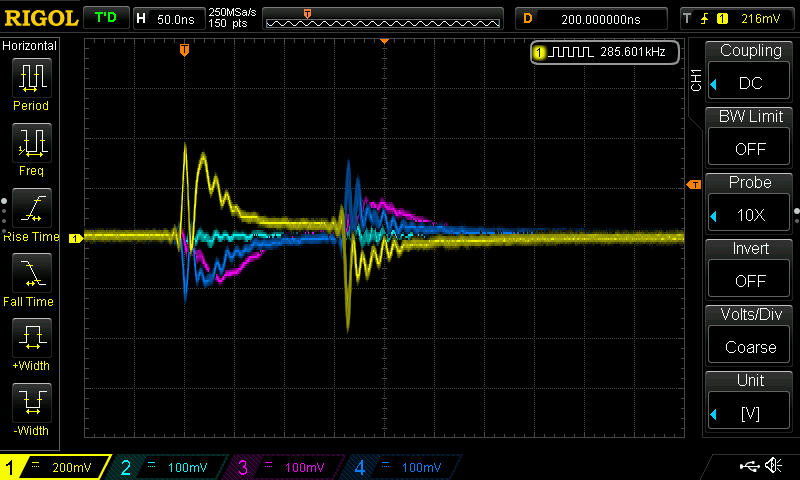 RIGOL T'D H 50.0ns 250MSa/s D 200.000000ns T 1 216mV
150 pts
Horizontal
Period
Freq
Rise Time
Fall Time
+Width
-Width
T
1 285.601kHz
T
1
CH1
Coupling
DC
BW Limit
OFF
Probe
10X
Invert
OFF
Volts/Div
Coarse
Unit
[V]
1 200mV 2 100mV 3 100mV 4 100mV